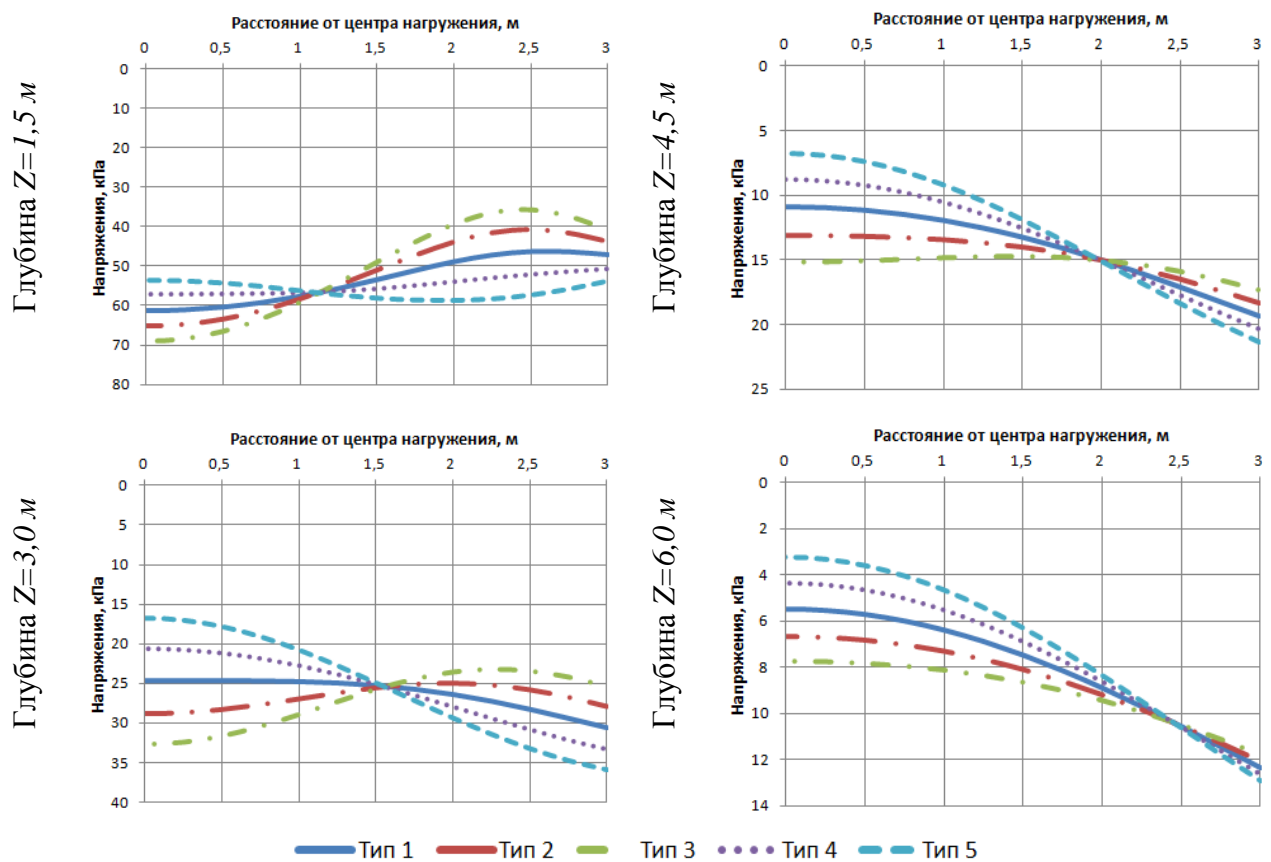 Расстояние от центра нагружения, м
0 0,5 1 1,5 2 2,5 3
0
10
20
30
40
50
60
70
80
Напряжения, кПа
Глубина Z=1,5 м
Расстояние от центра нагружения, м
0 0,5 1 1,5 2 2,5 3
0
5
10
15
20
25
Напряжения, кПа
Глубина Z=4,5 м
Расстояние от центра нагружения, м
0 0,5 1 1,5 2 2,5 3
0
5
10
15
20
25
30
35
40
Напряжения, кПа
Глубина Z=3,0 м
Расстояние от центра нагружения, м
0 0,5 1 1,5 2 2,5 3
0
2
4
6
8
10
12
14
Напряжения, кПа
Глубина Z=6,0 м
Тип 1 Тип 2 Тип 3 Тип 4 Тип 5